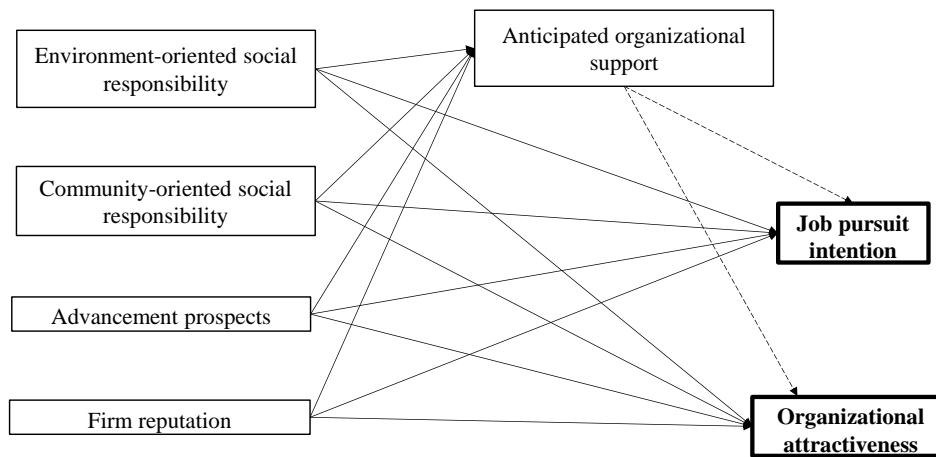 Environment-oriented social
responsibility
Anticipated organizational
support
Community-oriented social
responsibility
Job pursuit
intention
Advancement prospects
Firm reputation
Organizational
attractiveness